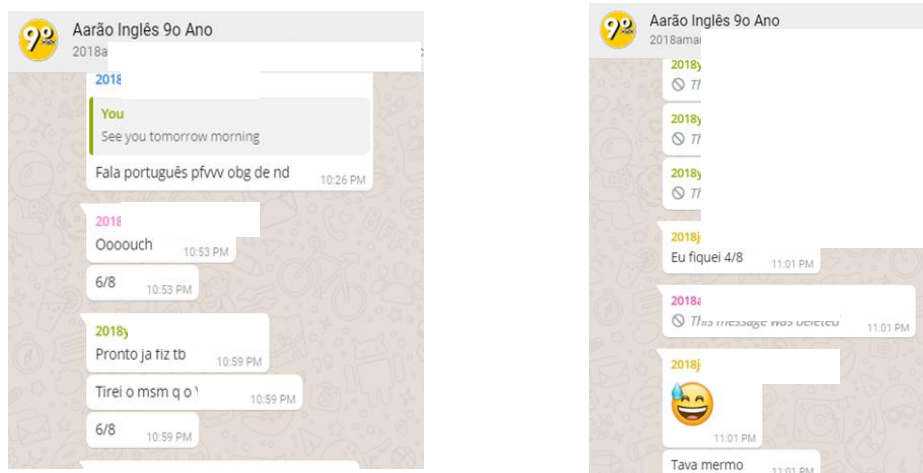 9º
Aarão Inglês 9o Ano
2018a
2018
You
See you tomorrow morning
Fala português pfvvv obg de nd
10:26 PM
2018
Oooouch
10:53 PM
6/8
10:53 PM
2018y
Pronto ja fiz tb
10:59 PM
Tirei o msm q o
10:59 PM
6/8
10:59 PM
9º
Aarão Inglês 9o Ano
2018amar
2018y
2018y
2018y
2018j
Eu fiquei 4/8
11:01 PM
2018a
This message was deleted
11:01 PM
2018j
11:01 PM
Tava mermo
11:01 PM